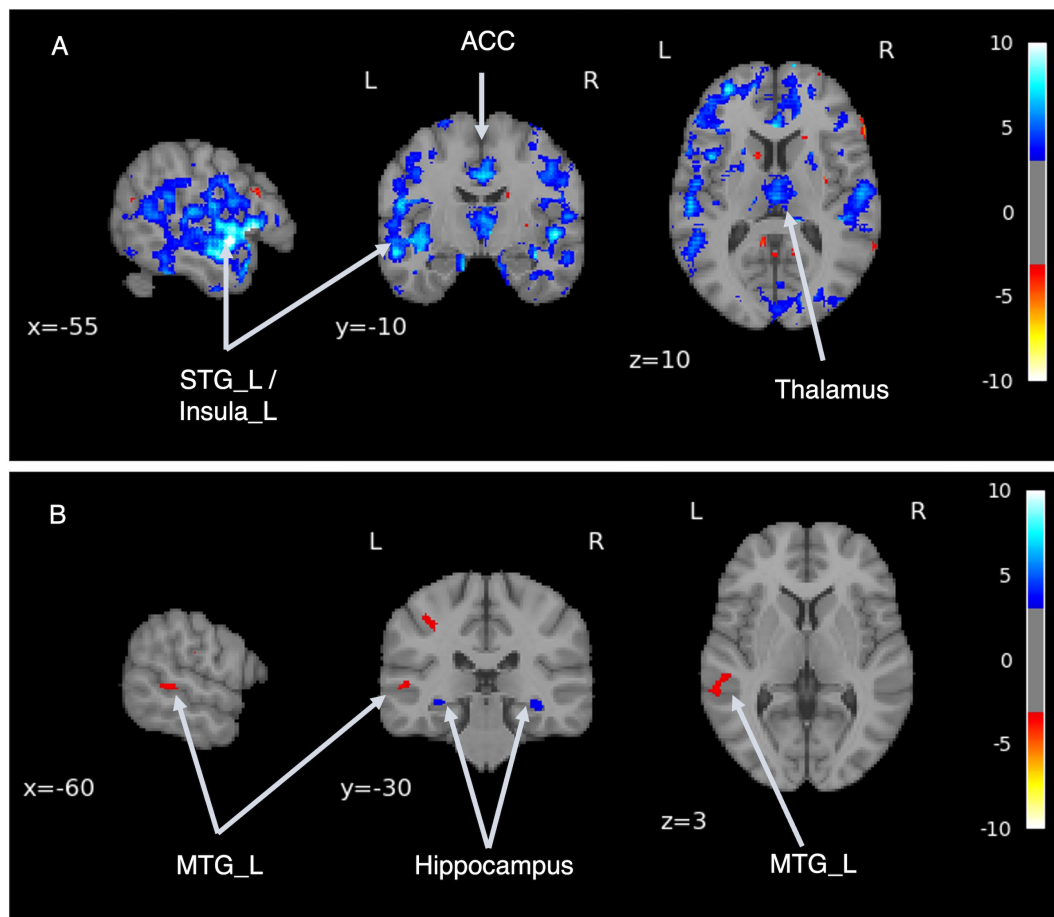 A
ACC
L
R
L
R
10
5
0
-5
-10
x=-55
y=-10
z=10
STG_L /
Insula_L
Thalamus
B
L
R
L
R
10
5
0
-5
-10
x=-60
y=-30
z=3
MTG_L
Hippocampus
MTG_L